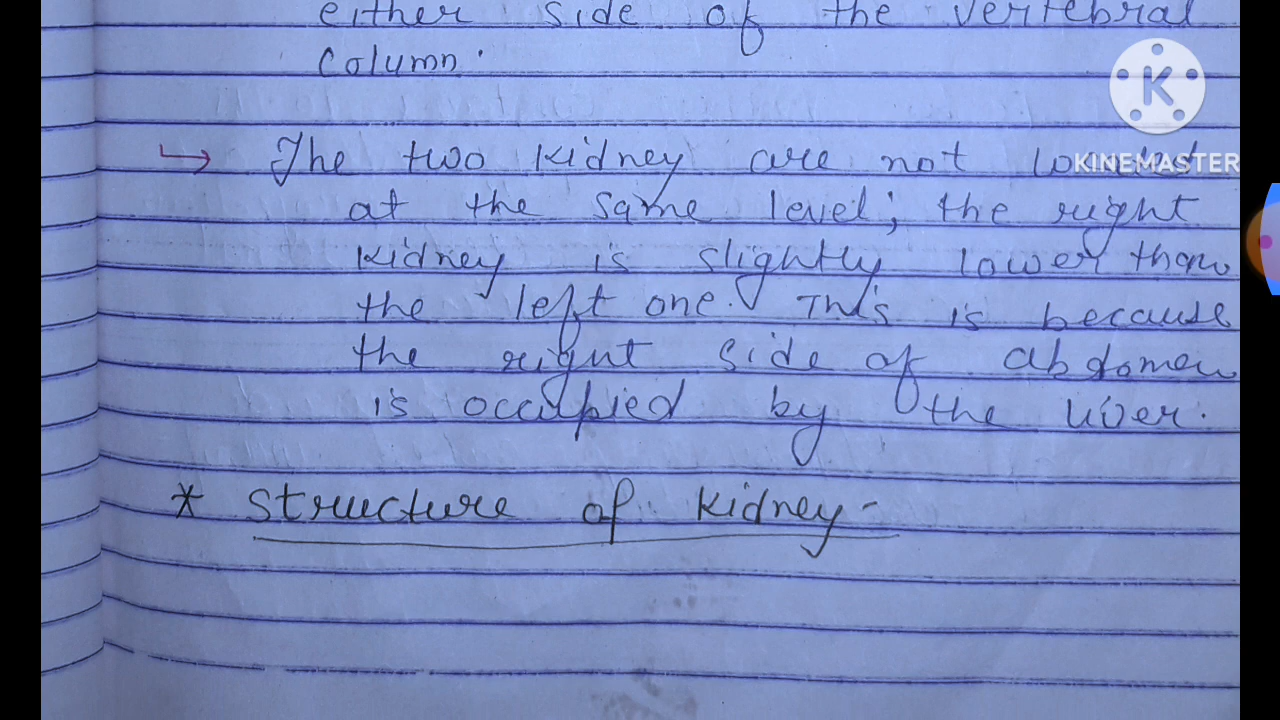 either side of the vertebral
column.
K
KINEMASTER
↳ The two kidney are not located
at the same level; the right
kidney is slightly lower than
the left one. This is because
the right side of abdomen
is occupied by the liver.
* Structure of kidney-